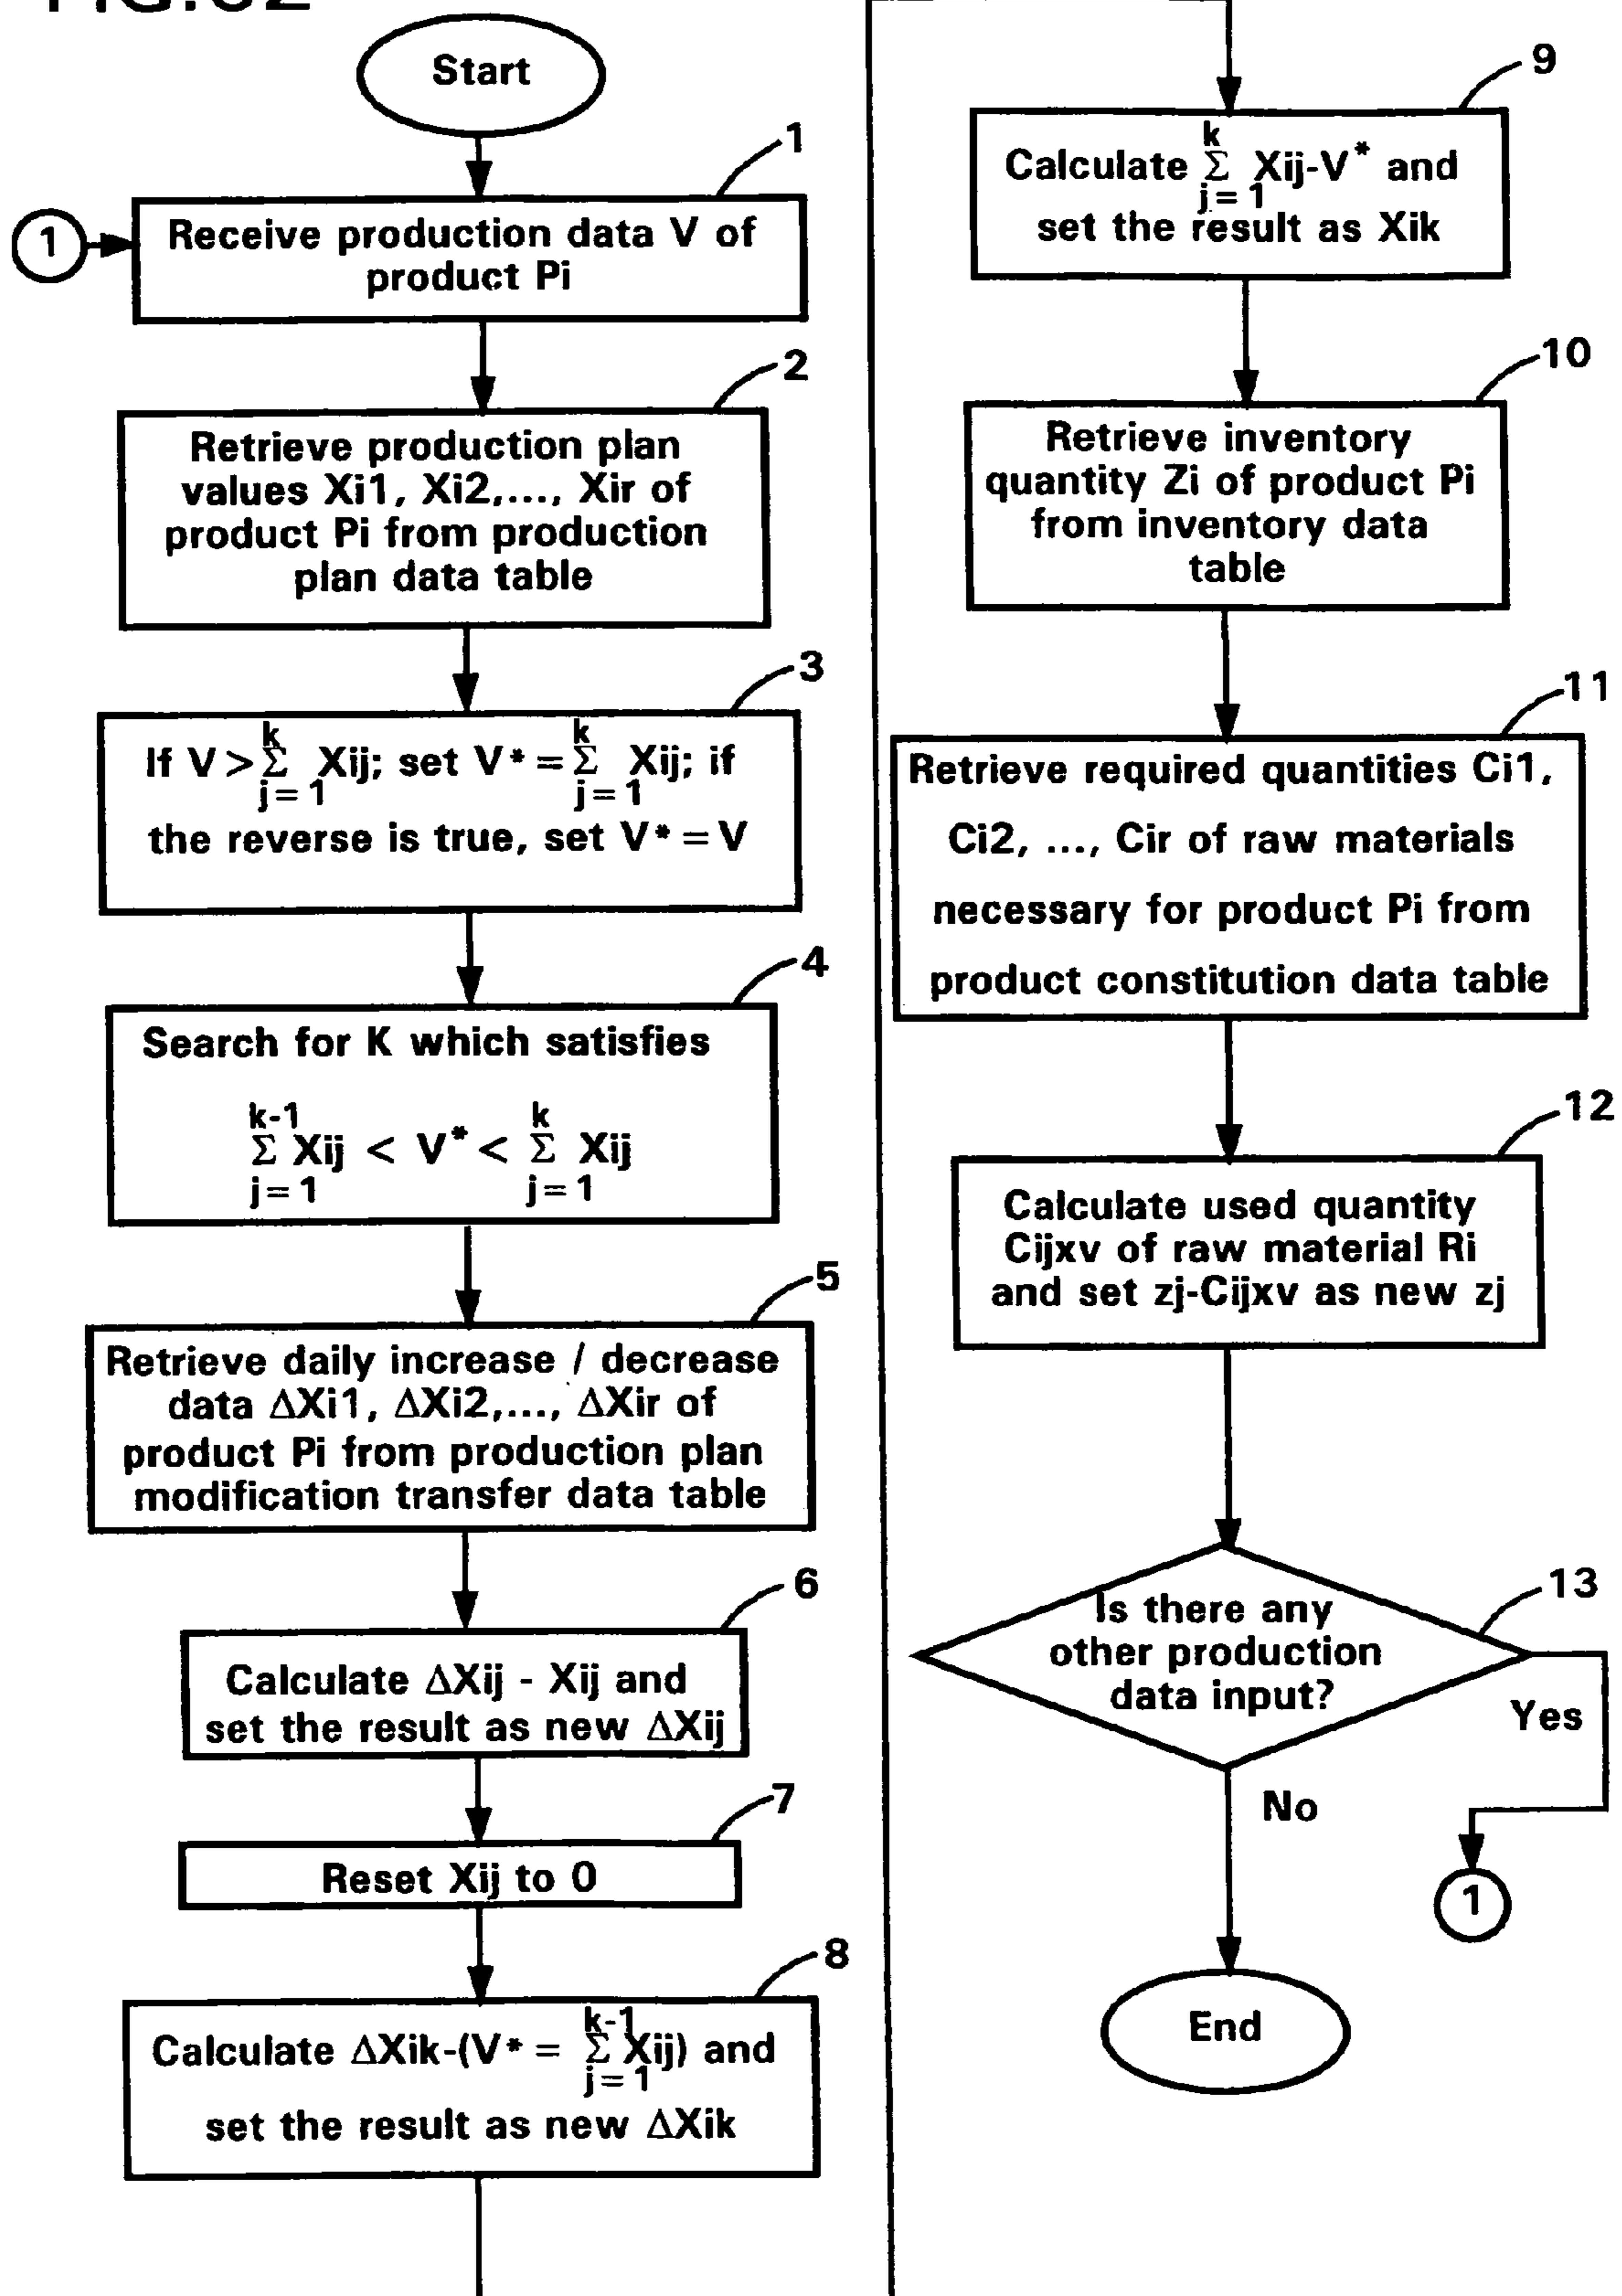 Start
1
1
Receive production data V of
product Pi
2
Retrieve production plan
values Xi1, Xi2,..., Xir of
product Pi from production
plan data table
3
k k
If V > Σ Xij; set V* = Σ Xij; if
j=1 j=1
the reverse is true, set V* = V
4
Search for K which satisfies
k-1 k
Σ Xij < V* < Σ Xij
j=1 j=1
5
Retrieve daily increase / decrease
data ΔXi1, ΔXi2,..., ΔXir of
product Pi from production plan
modification transfer data table
6
Calculate ΔXij - Xij and
set the result as new ΔXij
7
Reset Xij to 0
8
k-1
Calculate ΔXik-(V* = Σ Xij) and
j=1
set the result as new ΔXik
9
k
Calculate Σ Xij-V* and
j=1
set the result as Xik
10
Retrieve inventory
quantity Zi of product Pi
from inventory data
table
11
Retrieve required quantities Ci1,
Ci2, ..., Cir of raw materials
necessary for product Pi from
product constitution data table
12
Calculate used quantity
Cijxv of raw material Ri
and set zj-Cijxv as new zj
13
Is there any
other production
data input?
Yes
No
1
End